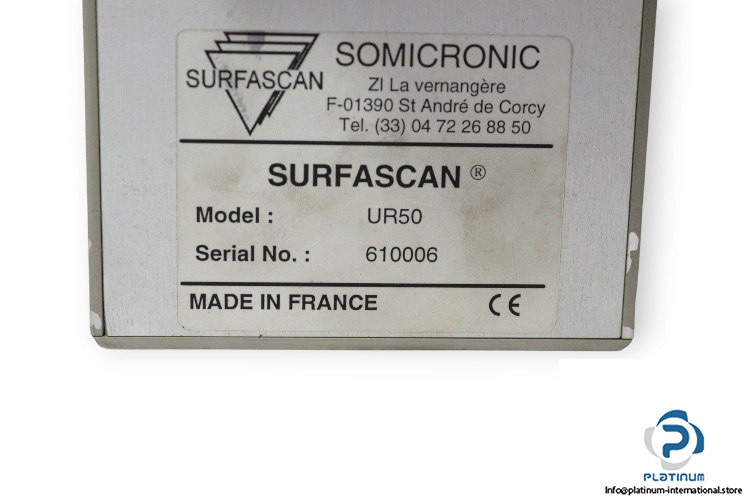 SURFASCAN
SOMICRONIC
ZI La vernangère
F-01390 St André de Corcy
Tel. (33) 04 72 26 88 50
SURFASCAN ®
Model : UR50
Serial No. : 610006
MADE IN FRANCE CE
PLATINUM
Info@platinum-international.store